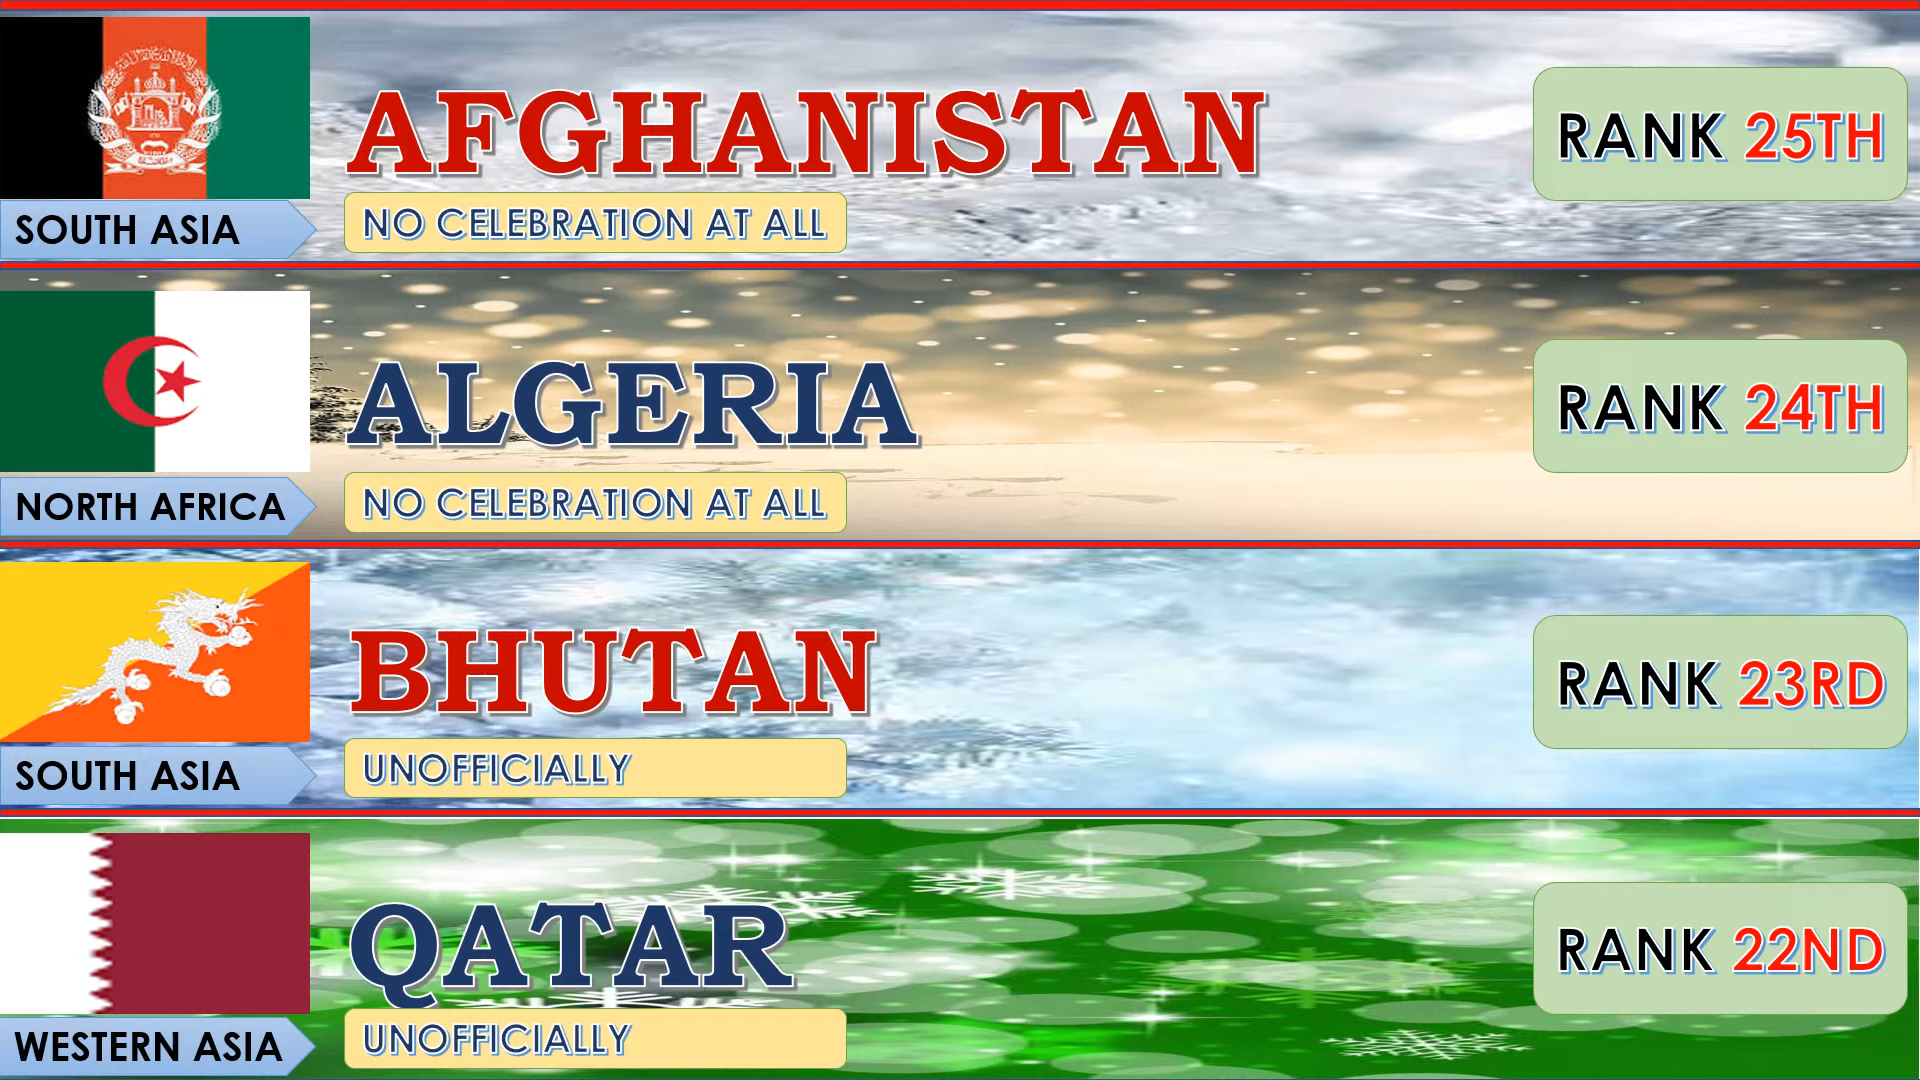 AFGHANISTAN
RANK 25TH
SOUTH ASIA
NO CELEBRATION AT ALL
ALGERIA
RANK 24TH
NORTH AFRICA
NO CELEBRATION AT ALL
BHUTAN
RANK 23RD
SOUTH ASIA
UNOFFICIALLY
QATAR
RANK 22ND
WESTERN ASIA
UNOFFICIALLY